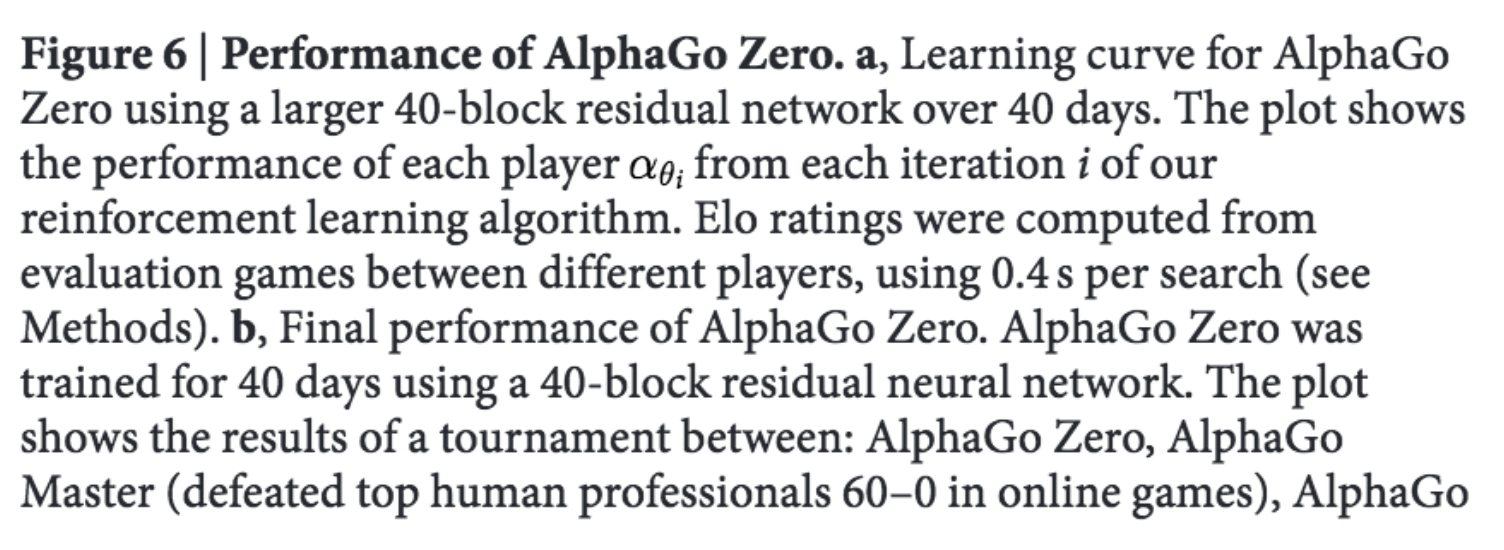 Figure 6 | Performance of AlphaGo Zero. a, Learning curve for AlphaGo
Zero using a larger 40-block residual network over 40 days. The plot shows
the performance of each player α_{θ_i} from each iteration i of our
reinforcement learning algorithm. Elo ratings were computed from
evaluation games between different players, using 0.4 s per search (see
Methods). b, Final performance of AlphaGo Zero. AlphaGo Zero was
trained for 40 days using a 40-block residual neural network. The plot
shows the results of a tournament between: AlphaGo Zero, AlphaGo
Master (defeated top human professionals 60–0 in online games), AlphaGo